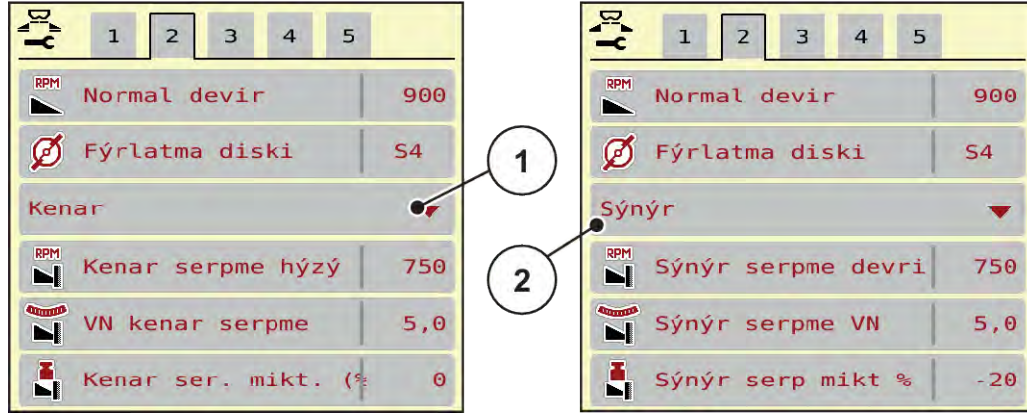 1 2 3 4 5
RPM
Normal devir 900
Fýrlatma diski S4
Kenar
RPM
Kenar serpme hýzý 750
VN kenar serpme 5,0
Kenar ser. mikt. (% 0
1
2
1 2 3 4 5
RPM
Normal devir 900
Fýrlatma diski S4
Sýnýr
RPM
Sýnýr serpme devri 750
Sýnýr serpme VN 5,0
Sýnýr serp mikt % -20